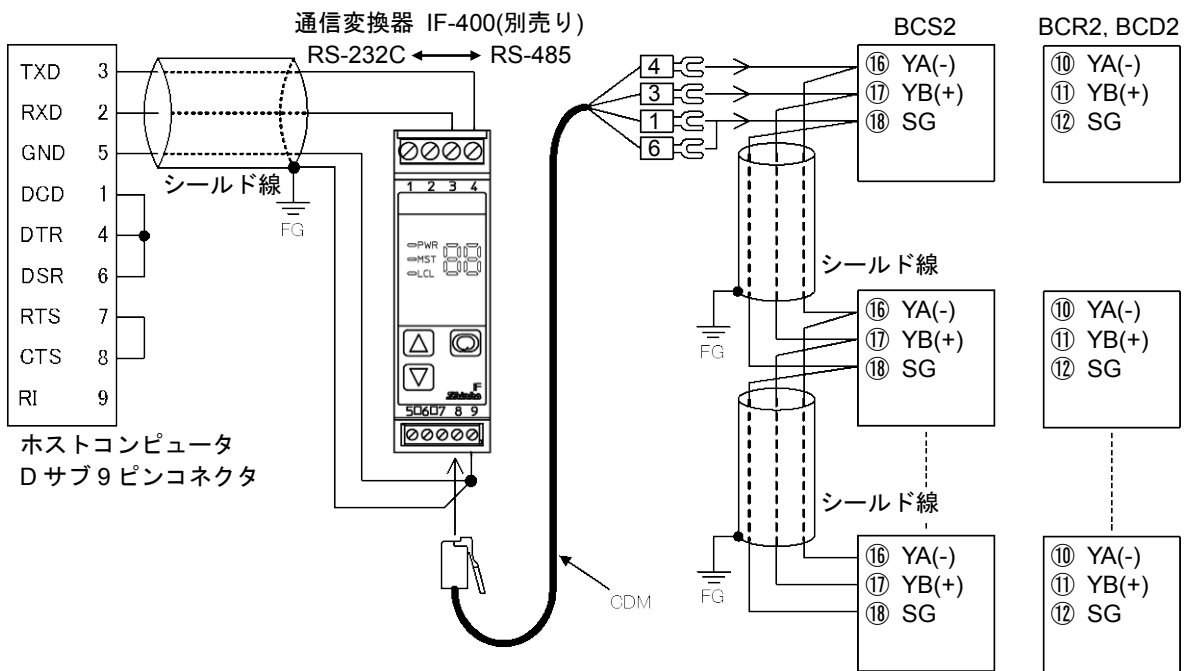 通信変換器 IF-400(別売り)
RS-232C RS-485
TXD 3
RXD 2
GND 5
DCD 1
DTR 4
DSR 6
RTS 7
CTS 8
RI 9
ホストコンピュータ
D サブ 9 ピンコネクタ
シールド線
FG
1 2 3 4
PWR
MST
LCL
88
IF
Shinko
5 6 7 8 9
CDM
4
3
1
6
BCS2
⑯ YA(-)
⑰ YB(+)
⑱ SG
BCR2, BCD2
⑩ YA(-)
⑪ YB(+)
⑫ SG
シールド線
FG
⑯ YA(-)
⑰ YB(+)
⑱ SG
⑩ YA(-)
⑪ YB(+)
⑫ SG
シールド線
FG
⑯ YA(-)
⑰ YB(+)
⑱ SG
⑩ YA(-)
⑪ YB(+)
⑫ SG